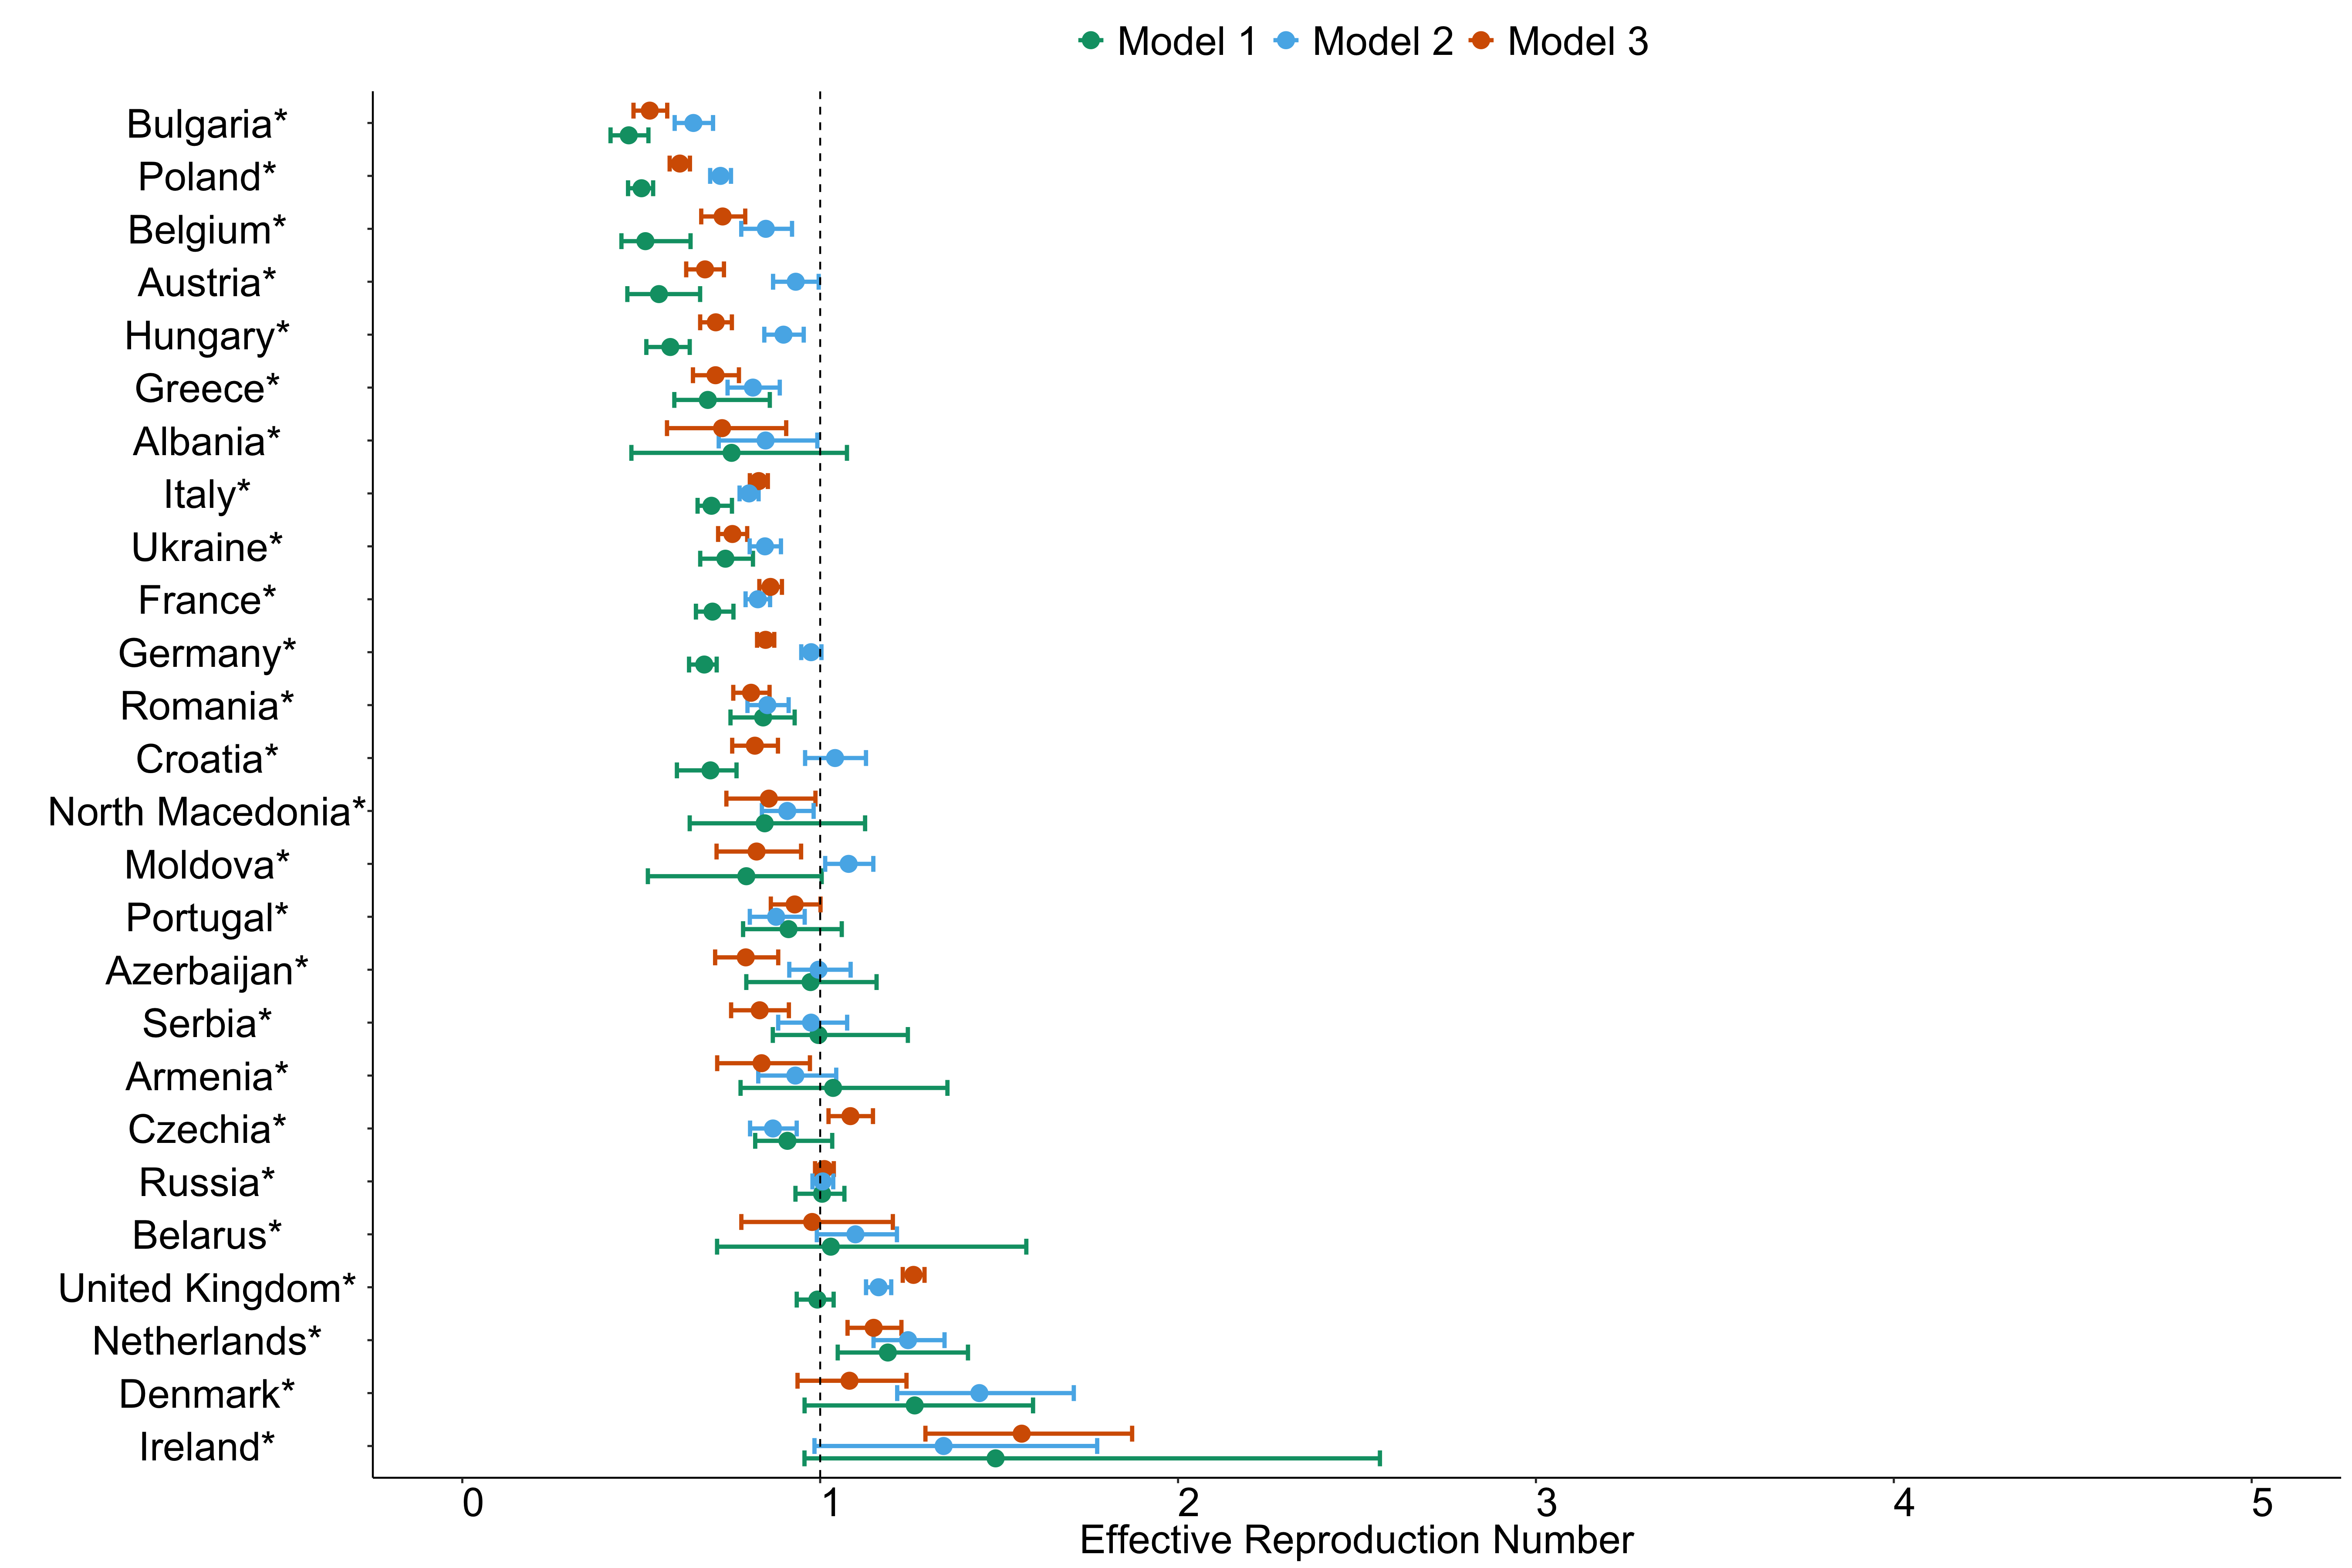 Model 1 Model 2 Model 3
Bulgaria*
Poland*
Belgium*
Austria*
Hungary*
Greece*
Albania*
Italy*
Ukraine*
France*
Germany*
Romania*
Croatia*
North Macedonia*
Moldova*
Portugal*
Azerbaijan*
Serbia*
Armenia*
Czechia*
Russia*
Belarus*
United Kingdom*
Netherlands*
Denmark*
Ireland*
0 1 2 3 4 5
Effective Reproduction Number